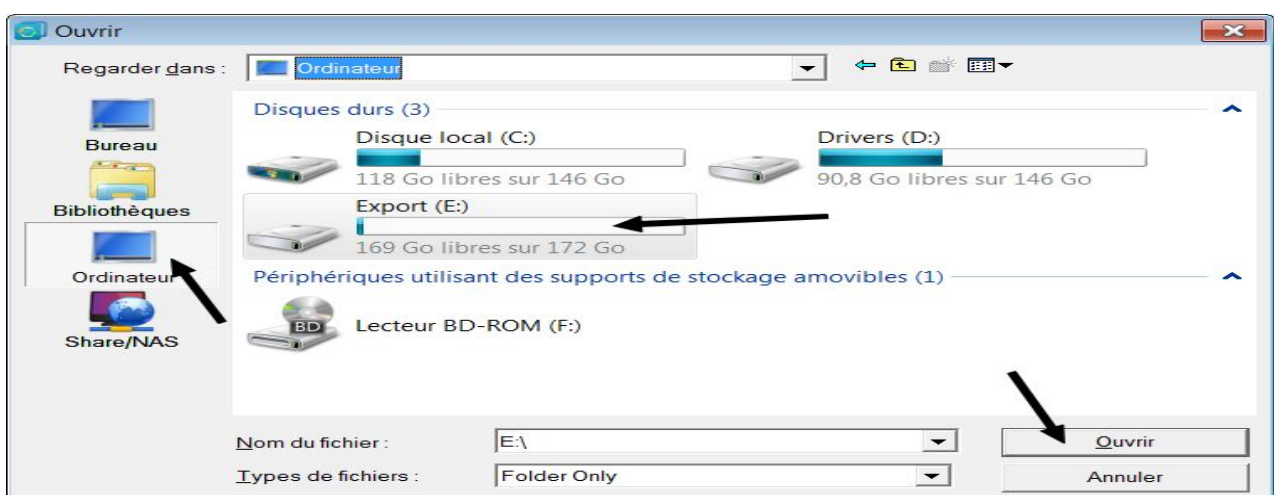 Ouvrir
Regarder dans :
Ordinateur
Bureau
Bibliothèques
Ordinateur
Share/NAS
Disques durs (3)
Disque local (C:)
118 Go libres sur 146 Go
Drivers (D:)
90,8 Go libres sur 146 Go
Export (E:)
169 Go libres sur 172 Go
Périphériques utilisant des supports de stockage amovibles (1)
BD
Lecteur BD-ROM (F:)
Nom du fichier :
E:\
Ouvrir
Types de fichiers :
Folder Only
Annuler